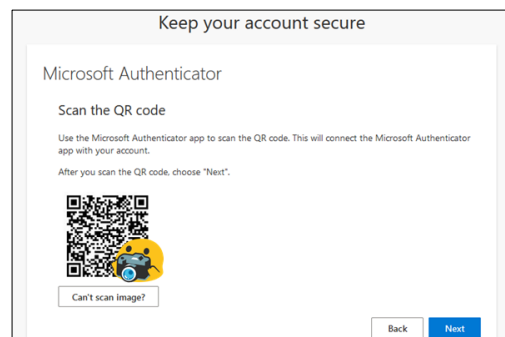 Keep your account secure
Microsoft Authenticator
Scan the QR code
Use the Microsoft Authenticator app to scan the QR code. This will connect the Microsoft Authenticator
app with your account.
After you scan the QR code, choose "Next".
Can't scan image?
Back Next